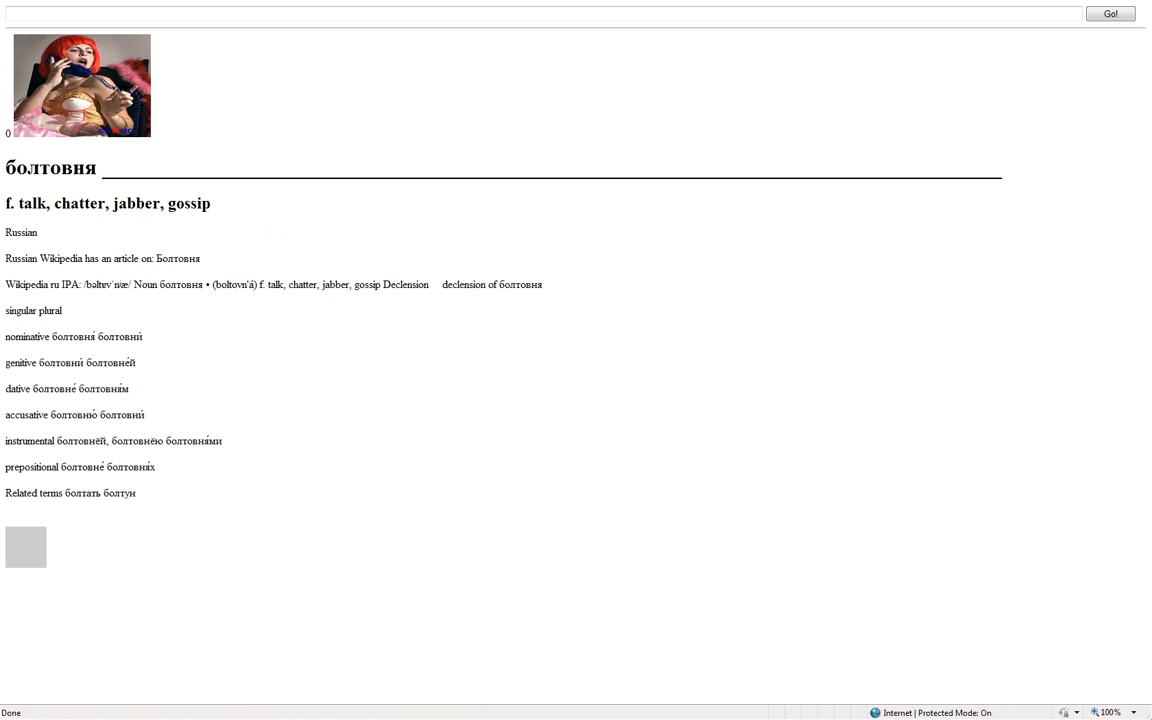 Go!
0
болтовня
f. talk, chatter, jabber, gossip
Russian
Russian Wikipedia has an article on: Болтовня
Wikipedia ru IPA: /bəltɐvˈnʲæ/ Noun болтовня • (boltovn'á) f. talk, chatter, jabber, gossip Declension declension of болтовня
singular plural
nominative болтовня́ болтовни́
genitive болтовни́ болтовне́й
dative болтовне́ болтовня́м
accusative болтовню́ болтовни́
instrumental болтовнёй, болтовнёю болтовня́ми
prepositional болтовне́ болтовня́х
Related terms болтать болтун
Done
Internet | Protected Mode: On
100%